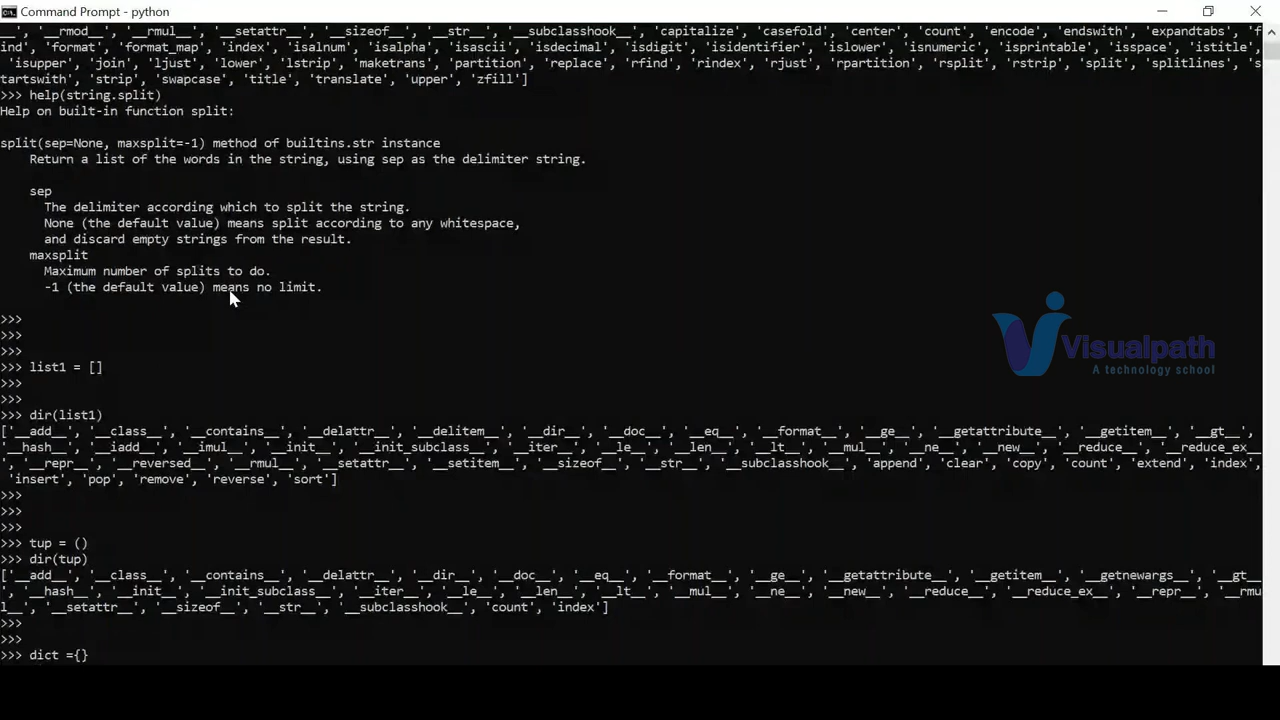 Command Prompt - python
__', '__rmod__', '__rmul__', '__setattr__', '__sizeof__', '__str__', '__subclasshook__', 'capitalize', 'casefold', 'center', 'count', 'encode', 'endswith', 'expandtabs', 'f
ind', 'format', 'format_map', 'index', 'isalnum', 'isalpha', 'isascii', 'isdecimal', 'isdigit', 'isidentifier', 'islower', 'isnumeric', 'isprintable', 'isspace', 'istitle',
'isupper', 'join', 'ljust', 'lower', 'lstrip', 'maketrans', 'partition', 'replace', 'rfind', 'rindex', 'rjust', 'rpartition', 'rsplit', 'rstrip', 'split', 'splitlines', 's
tartswith', 'strip', 'swapcase', 'title', 'translate', 'upper', 'zfill']
>>> help(string.split)
Help on built-in function split:
split(sep=None, maxsplit=-1) method of builtins.str instance
Return a list of the words in the string, using sep as the delimiter string.
sep
The delimiter according which to split the string.
None (the default value) means split according to any whitespace,
and discard empty strings from the result.
maxsplit
Maximum number of splits to do.
-1 (the default value) means no limit.
>>>
>>>
>>>
>>> list1 = []
>>>
>>>
>>> dir(list1)
['__add__', '__class__', '__contains__', '__delattr__', '__delitem__', '__dir__', '__doc__', '__eq__', '__format__', '__ge__', '__getattribute__', '__getitem__', '__gt__',
'__hash__', '__iadd__', '__imul__', '__init__', '__init_subclass__', '__iter__', '__le__', '__len__', '__lt__', '__mul__', '__ne__', '__new__', '__reduce__', '__reduce_ex__
', '__repr__', '__reversed__', '__rmul__', '__setattr__', '__setitem__', '__sizeof__', '__str__', '__subclasshook__', 'append', 'clear', 'copy', 'count', 'extend', 'index',
'insert', 'pop', 'remove', 'reverse', 'sort']
>>>
>>>
>>>
>>> tup = ()
>>> dir(tup)
['__add__', '__class__', '__contains__', '__delattr__', '__dir__', '__doc__', '__eq__', '__format__', '__ge__', '__getattribute__', '__getitem__', '__getnewargs__', '__gt__
', '__hash__', '__init__', '__init_subclass__', '__iter__', '__le__', '__len__', '__lt__', '__mul__', '__ne__', '__new__', '__reduce__', '__reduce_ex__', '__repr__', '__rmu
l__', '__setattr__', '__sizeof__', '__str__', '__subclasshook__', 'count', 'index']
>>>
>>>
>>> dict ={}
Visualpath
A technology school